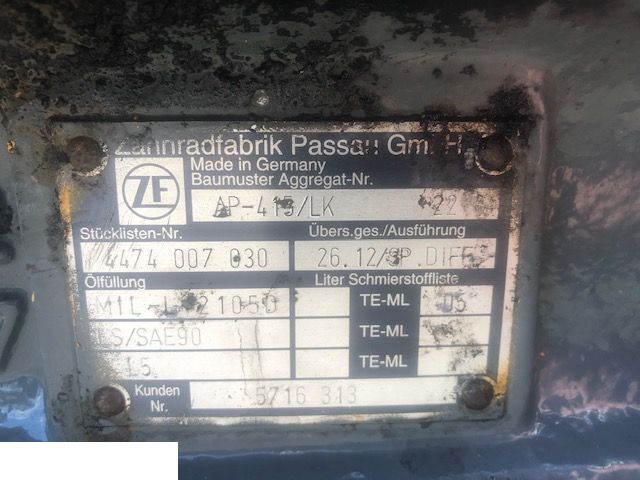 Zahnradfabrik Passau GmbH
ZF
Made in Germany
Baumuster Aggregat-Nr.
AP-415/LK 22
Stücklisten-Nr. Übers.ges./Ausführung
4474 007 030 26.12/SP.DIFF
Ölfüllung Liter Schmierstoffliste
MIL-L-2105D TE-ML 05
LS/SAE90 TE-ML
TE-ML
Kunden Nr. 5716 313